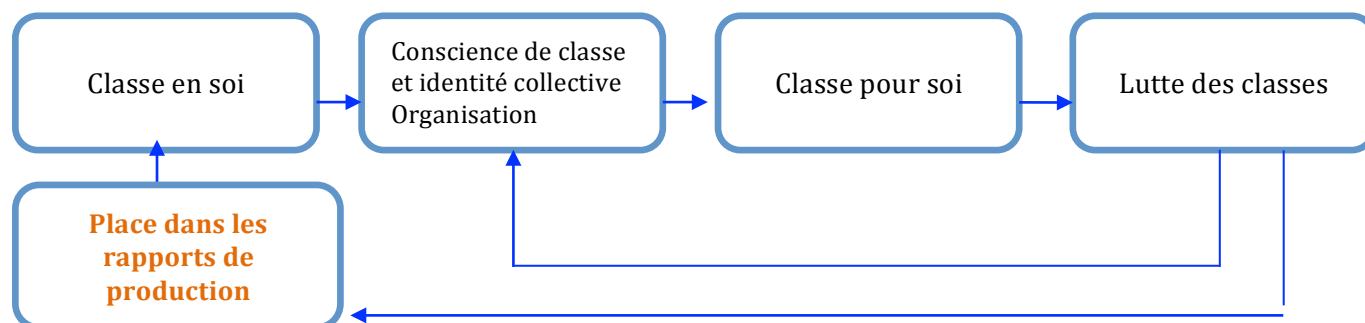 Classe en soi
Conscience de classe
et identité collective
Organisation
Classe pour soi
Lutte des classes
Place dans les
rapports de
production